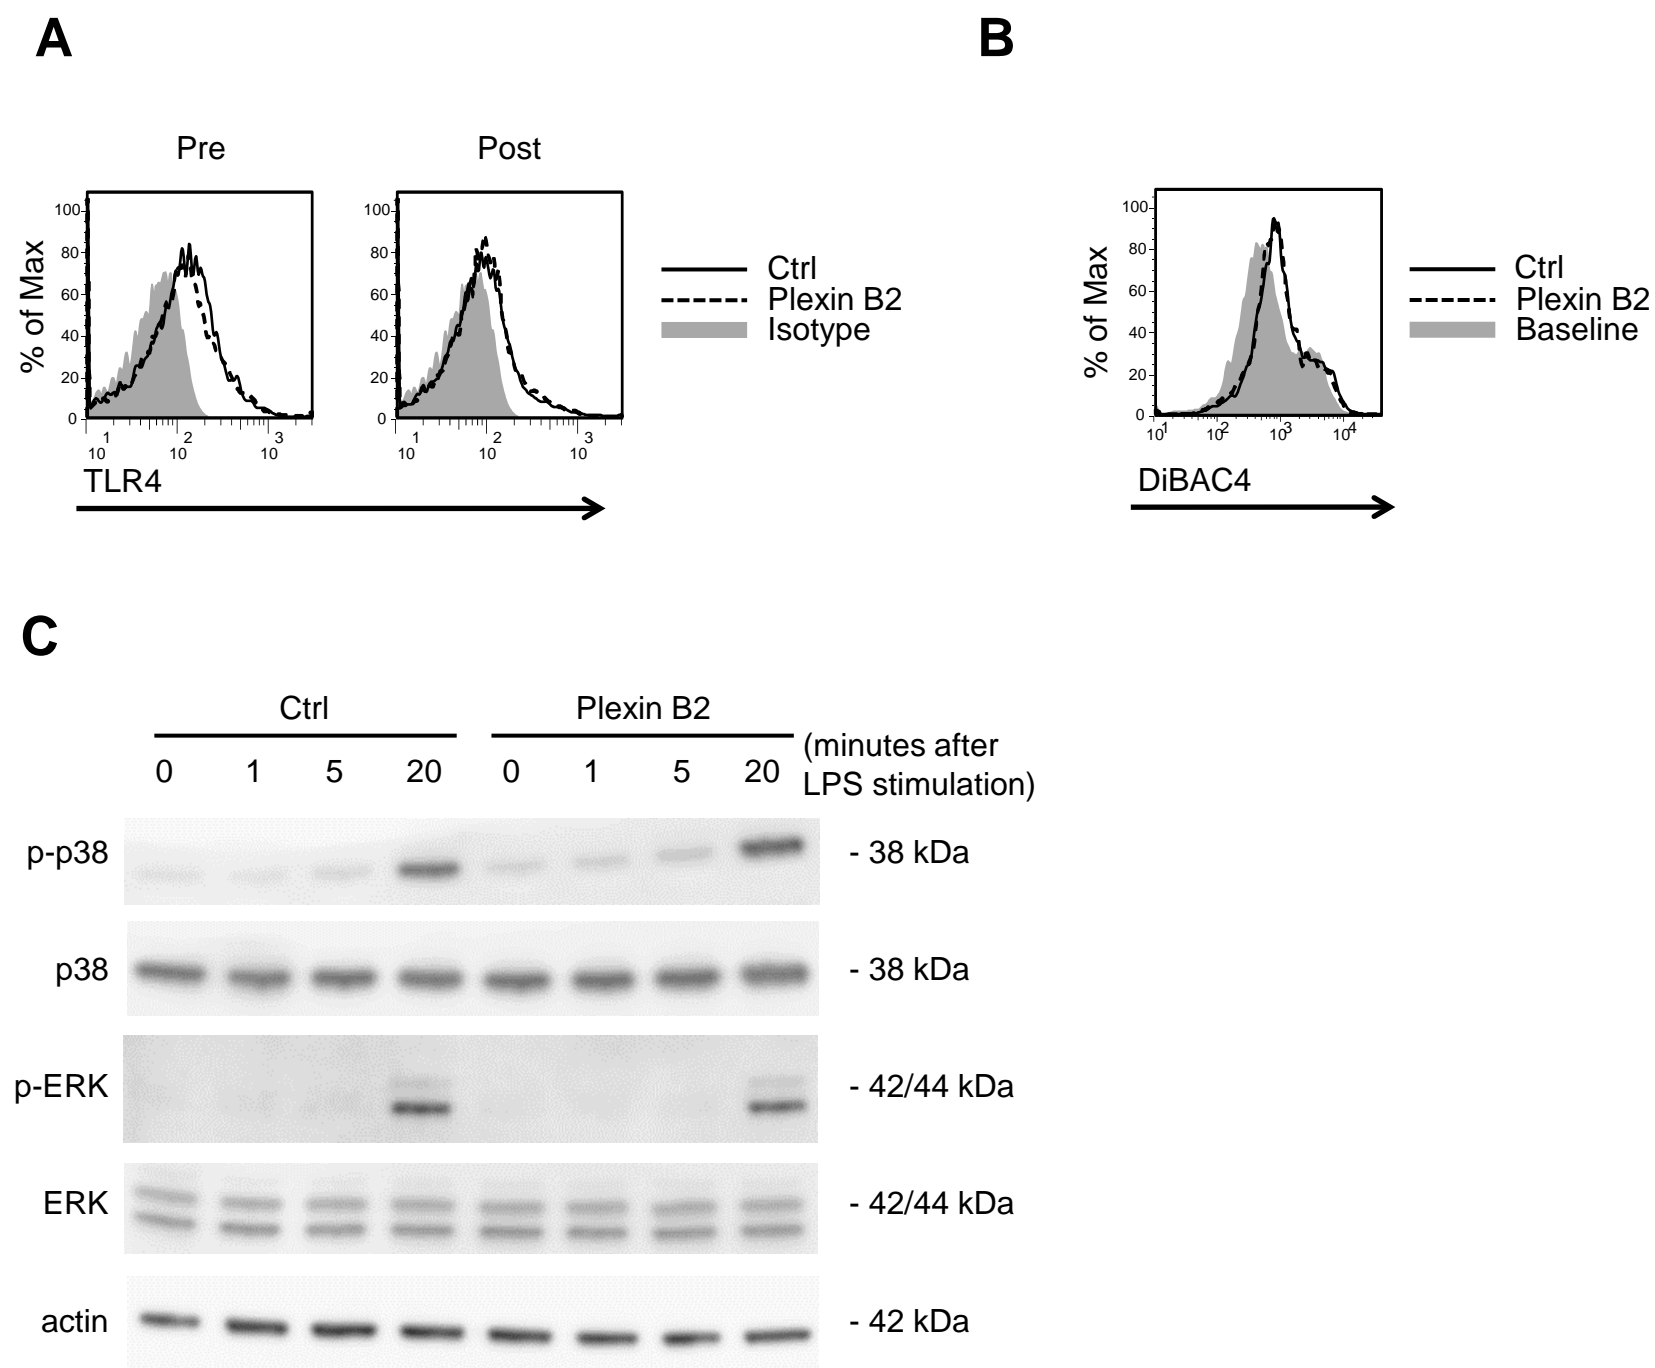 A
B
Pre
Post
% of Max
100
80
60
40
20
0
10 1
10 2
10 3
100
80
60
40
20
0
10 1
10 2
10 3
TLR4
Ctrl
Plexin B2
Isotype
% of Max
100
80
60
40
20
0
10 1
10 2
10 3
10 4
DiBAC4
Ctrl
Plexin B2
Baseline
C
Ctrl
Plexin B2
(minutes after
LPS stimulation)
0 1 5 20 0 1 5 20
p-p38 - 38 kDa
p38 - 38 kDa
p-ERK - 42/44 kDa
ERK - 42/44 kDa
actin - 42 kDa